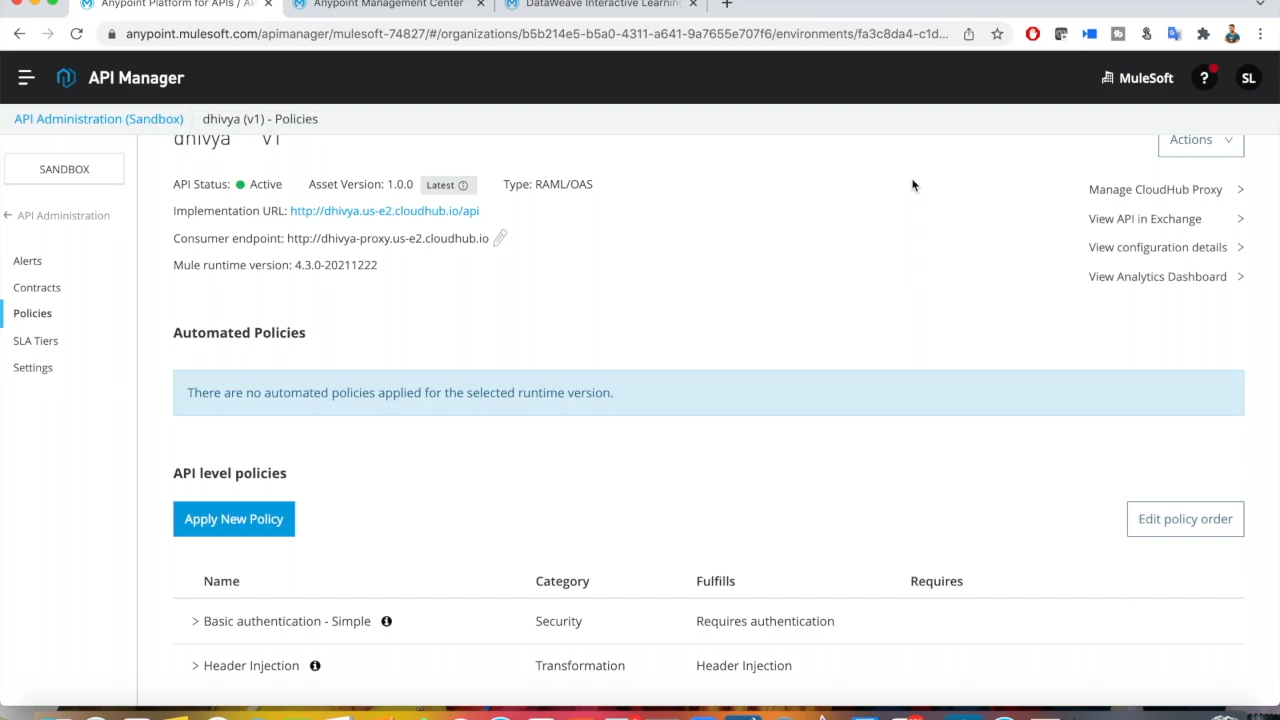 Anypoint Platform for APIs / AP
Anypoint Management Center
DataWeave Interactive Learning
anypoint.mulesoft.com/apimanager/mulesoft-74827/#/organizations/b5b214e5-b5a0-4311-a641-9a7655e707f6/environments/fa3c8da4-c1d...
API Manager
MuleSoft
?
SL
API Administration (Sandbox)
dhivya (v1) - Policies
SANDBOX
API Administration
Alerts
Contracts
Policies
SLA Tiers
Settings
dhivya v1
Actions
API Status: Active
Asset Version: 1.0.0
Latest
Type: RAML/OAS
Implementation URL: http://dhivya.us-e2.cloudhub.io/api
Consumer endpoint: http://dhivya-proxy.us-e2.cloudhub.io
Mule runtime version: 4.3.0-20211222
Manage CloudHub Proxy >
View API in Exchange >
View configuration details >
View Analytics Dashboard >
Automated Policies
There are no automated policies applied for the selected runtime version.
API level policies
Apply New Policy
Edit policy order
Name Category Fulfills Requires
> Basic authentication - Simple Security Requires authentication
> Header Injection Transformation Header Injection